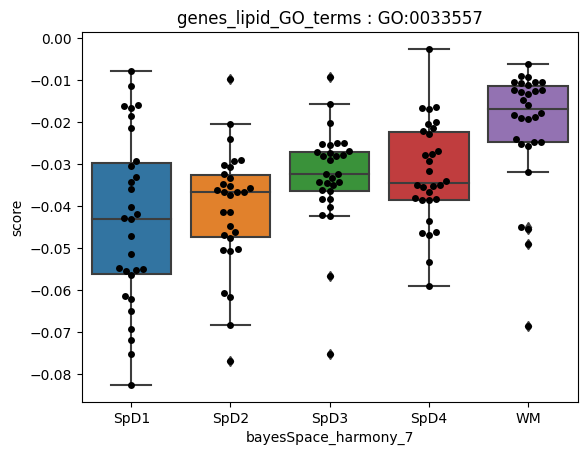 genes_lipid_GO_terms : GO:0033557
0.00
−0.01
−0.02
−0.03
−0.04
−0.05
−0.06
−0.07
−0.08
score
SpD1 SpD2 SpD3 SpD4 WM
bayesSpace_harmony_7